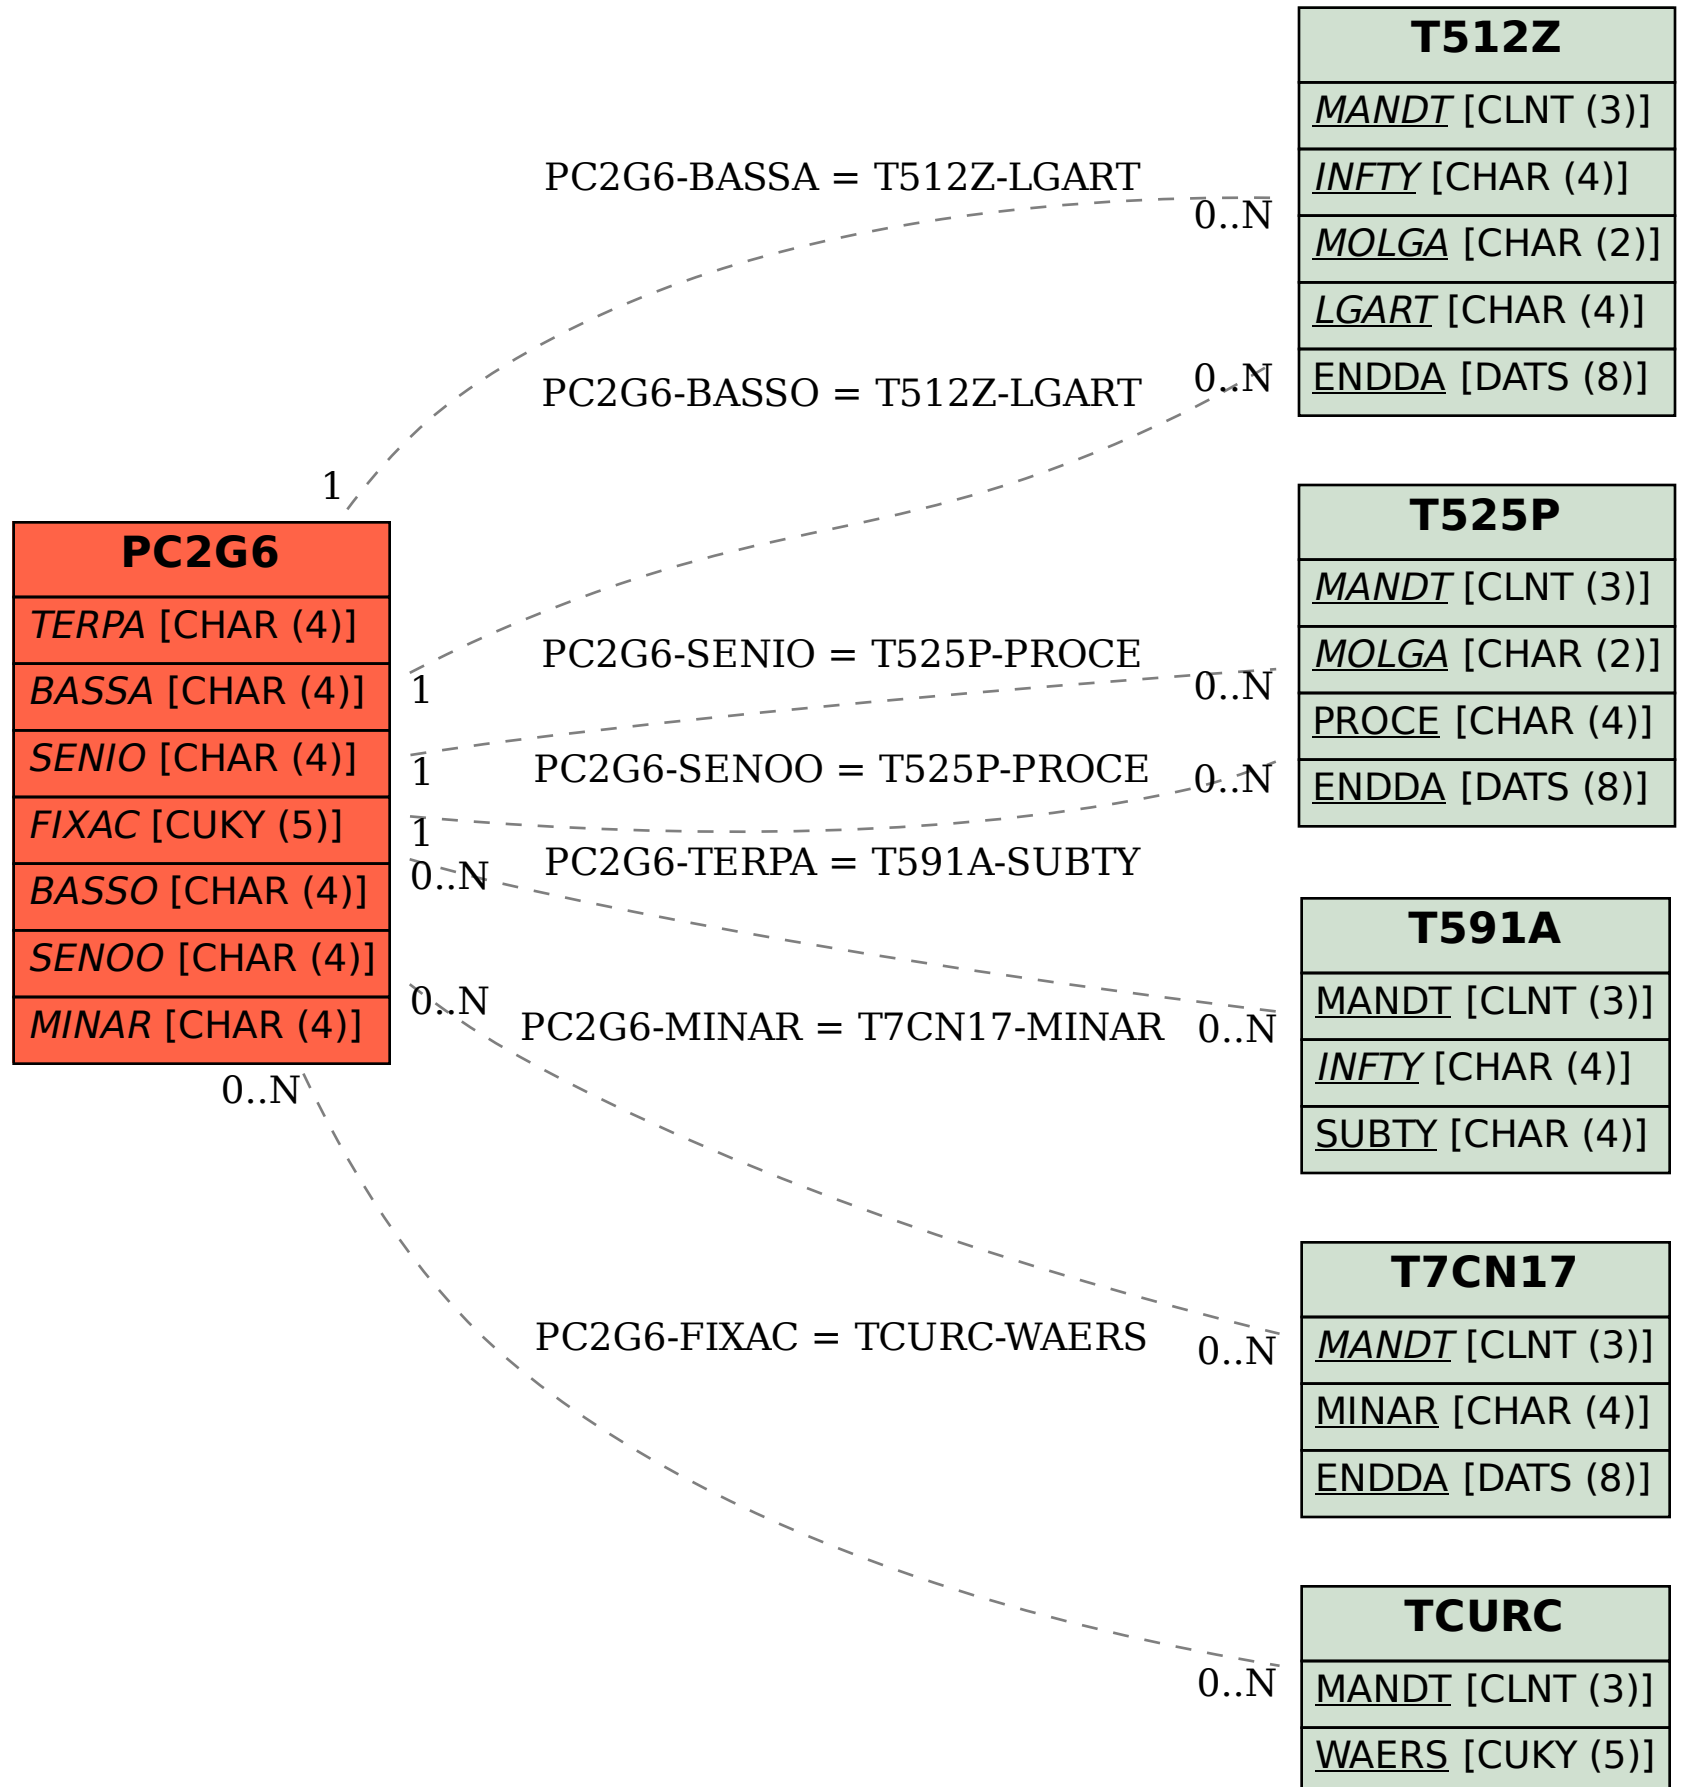 T512Z
MANDT [CLNT (3)]
INFTY [CHAR (4)]
MOLGA [CHAR (2)]
LGART [CHAR (4)]
ENDDA [DATS (8)]
PC2G6-BASSA = T512Z-LGART
0..N
1
PC2G6-BASSO = T512Z-LGART
0..N
1
PC2G6
TERPA [CHAR (4)]
BASSA [CHAR (4)]
SENIO [CHAR (4)]
FIXAC [CUKY (5)]
BASSO [CHAR (4)]
SENOO [CHAR (4)]
MINAR [CHAR (4)]
T525P
MANDT [CLNT (3)]
MOLGA [CHAR (2)]
PROCE [CHAR (4)]
ENDDA [DATS (8)]
PC2G6-SENIO = T525P-PROCE
0..N
1
PC2G6-SENOO = T525P-PROCE
0..N
1
PC2G6-TERPA = T591A-SUBTY
0..N
0..N
T591A
MANDT [CLNT (3)]
INFTY [CHAR (4)]
SUBTY [CHAR (4)]
PC2G6-MINAR = T7CN17-MINAR
0..N
0..N
T7CN17
MANDT [CLNT (3)]
MINAR [CHAR (4)]
ENDDA [DATS (8)]
PC2G6-FIXAC = TCURC-WAERS
0..N
0..N
TCURC
MANDT [CLNT (3)]
WAERS [CUKY (5)]